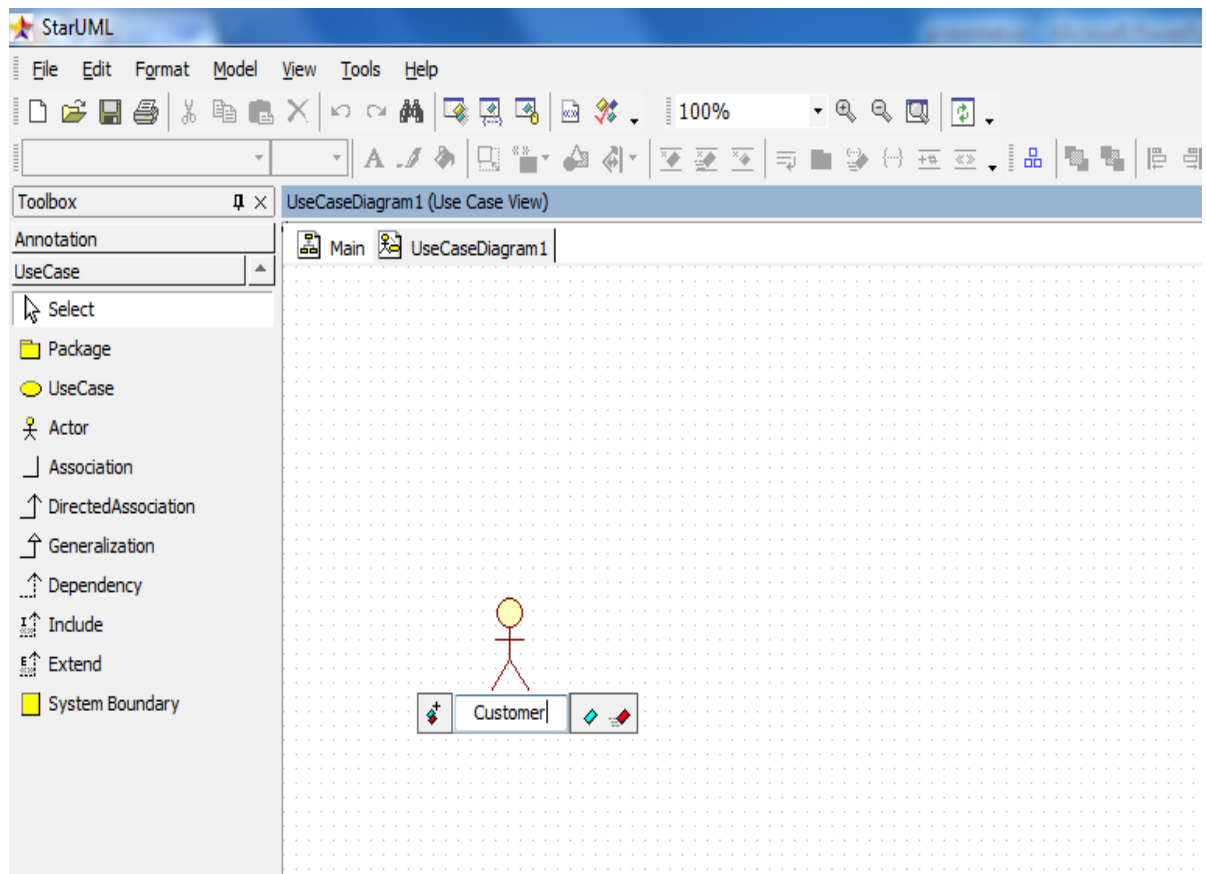 StarUML
File Edit Format Model View Tools Help
100%
Toolbox
UseCaseDiagram1 (Use Case View)
Annotation
Main UseCaseDiagram1
UseCase
Select
Package
UseCase
Actor
Association
DirectedAssociation
Generalization
Dependency
Include
Extend
System Boundary
Customer